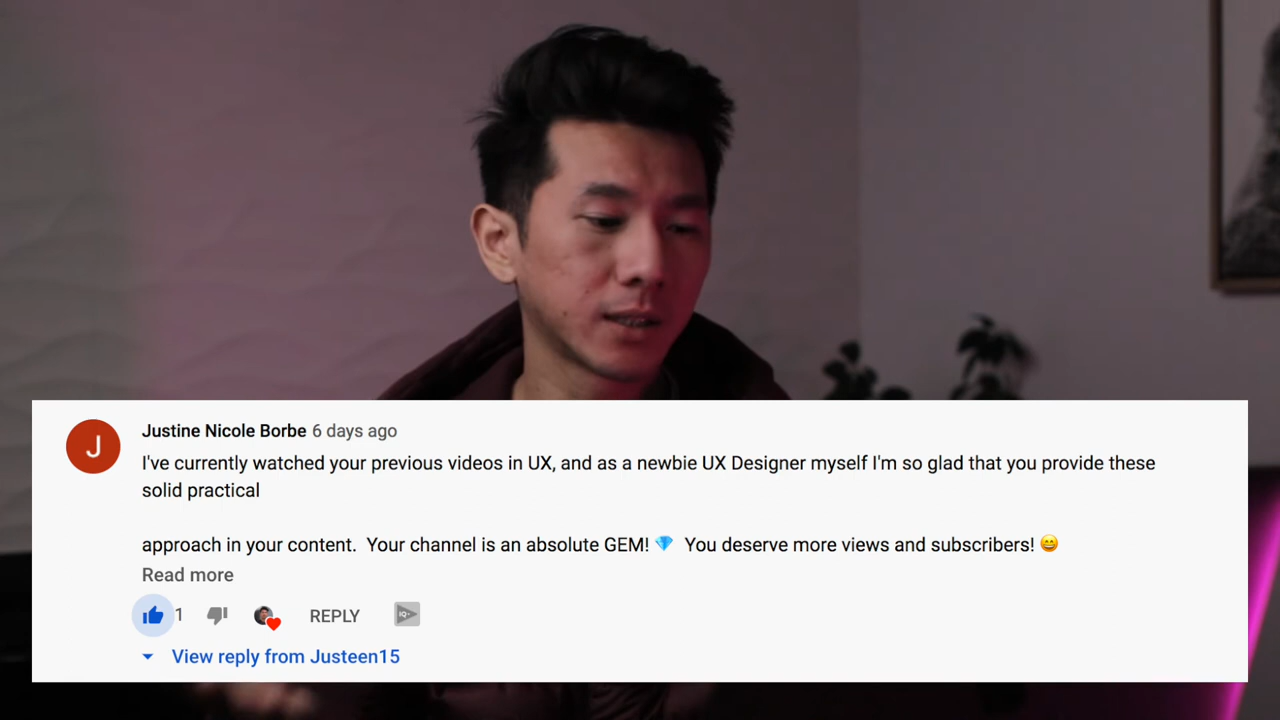 J
Justine Nicole Borbe 6 days ago
I've currently watched your previous videos in UX, and as a newbie UX Designer myself I'm so glad that you provide these
solid practical
approach in your content.  Your channel is an absolute GEM! 💎  You deserve more views and subscribers! 😄
Read more
1 REPLY IQ
View reply from Justeen15